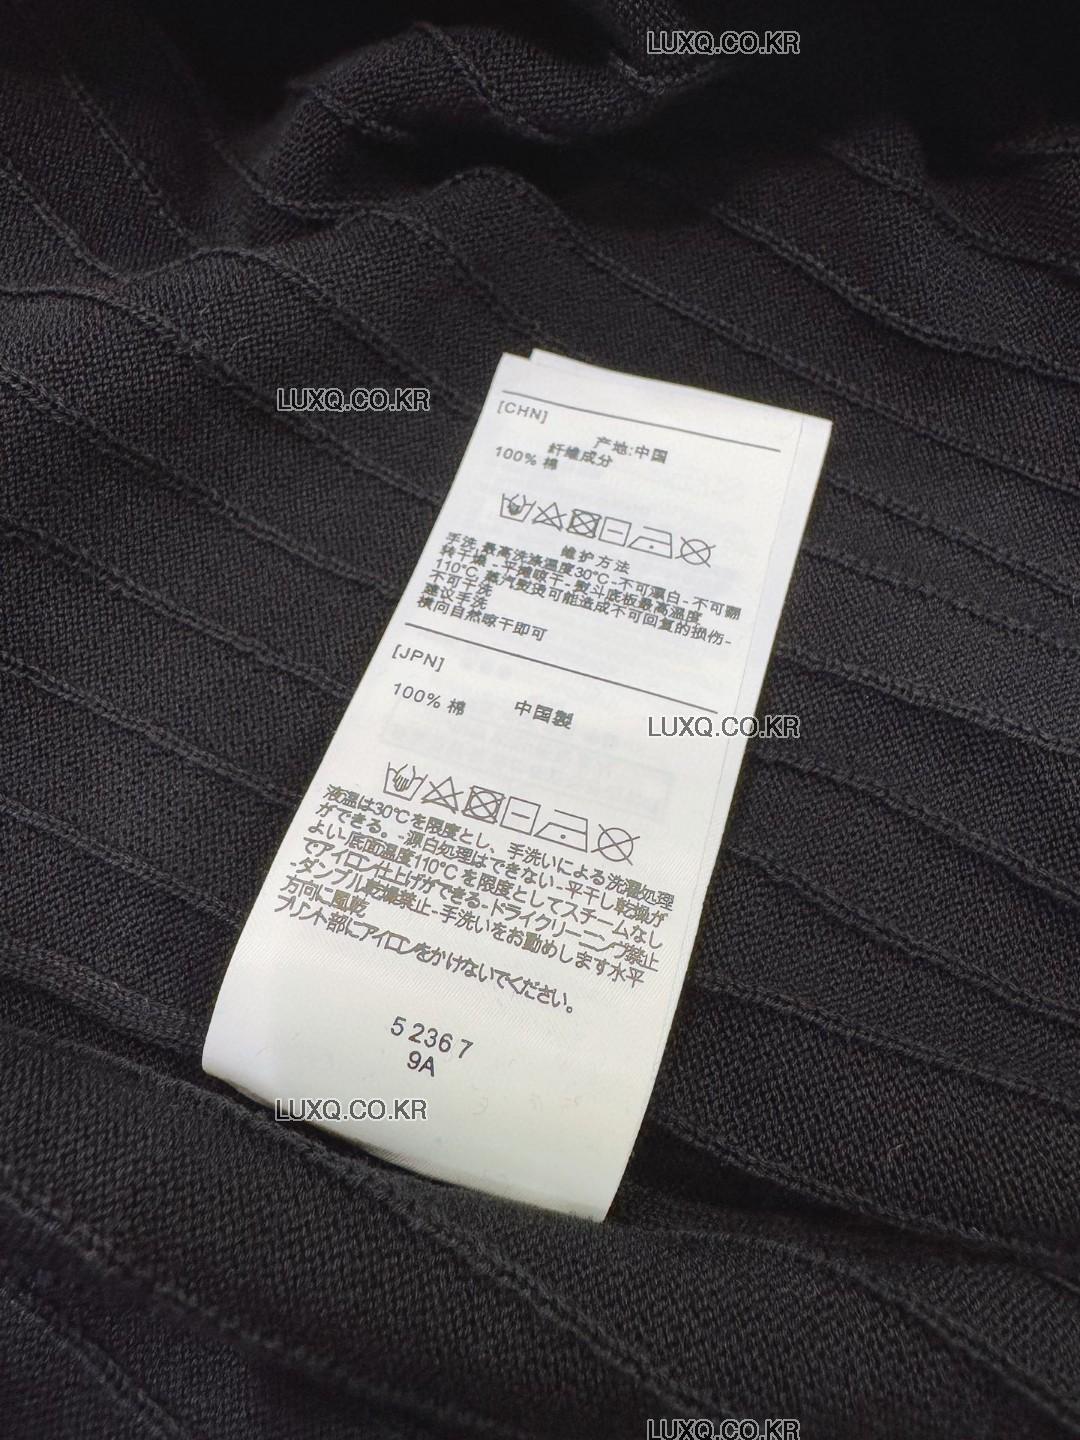 LUXQ.CO.KR
LUXQ.CO.KR
[CHN]
产地:中国
纤维成分
100% 棉
维护方法
手洗 最高洗涤温度30°C - 不可漂白 - 不可翻
转干燥 - 平摊晾干 - 熨斗底板最高温度
110°C 蒸汽熨烫可能造成不可回复的损伤 -
不可干洗
建议手洗
横向自然晾干即可
[JPN]
100% 棉 中国製
LUXQ.CO.KR
液温は30°Cを限度とし、手洗いによる洗濯処理
ができる。-源白処理はできない-平干し乾燥が
よい-底面温度110°Cを限度としてスチームなし
でアイロン仕上げができる-ドライクリーニング禁止
-ダンブル乾燥禁止-手洗いをお勧めします水平
方向に風乾
プリント部にアイロンをかけないでください。
52367
9A
LUXQ.CO.KR
LUXQ.CO.KR